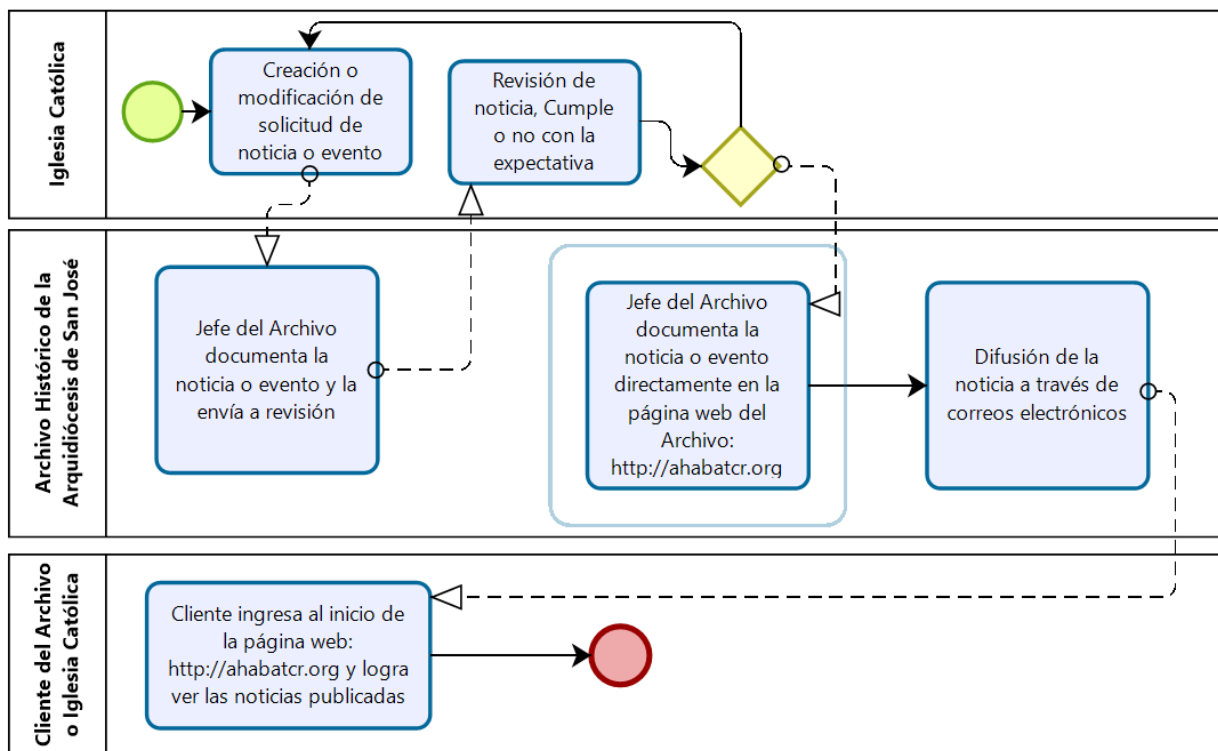 Iglesia Católica
Creación o
modificación de
solicitud de
noticia o evento
Revisión de
noticia, Cumple
o no con la
expectativa
Archivo Histórico de la
Arquidiócesis de San José
Jefe del Archivo
documenta la
noticia o evento y la
envía a revisión
Jefe del Archivo
documenta la
noticia o evento
directamente en la
página web del
Archivo:
http://ahabatcr.org
Difusión de la
noticia a través de
correos electrónicos
Cliente del Archivo
o Iglesia Católica
Cliente ingresa al inicio de
la página web:
http://ahabatcr.org y logra
ver las noticias publicadas